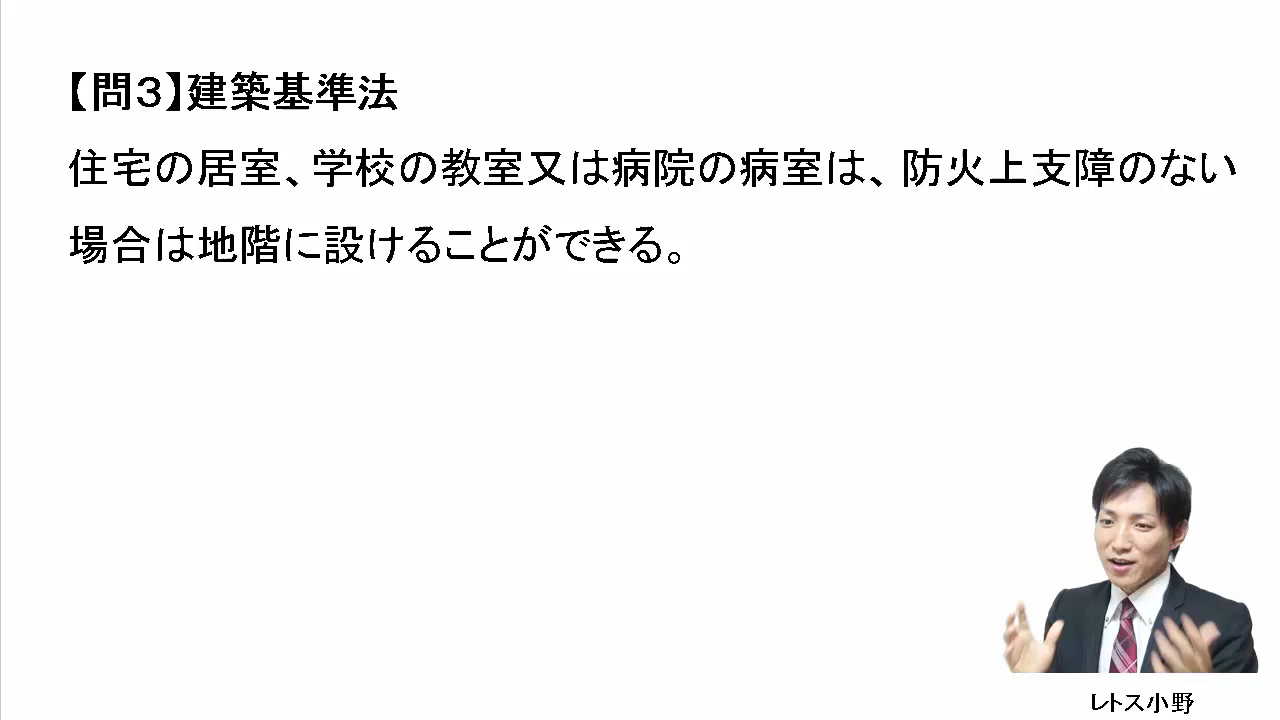 【問３】建築基準法
住宅の居室、学校の教室又は病院の病室は、防火上支障のない
場合は地階に設けることができる。
レトス小野